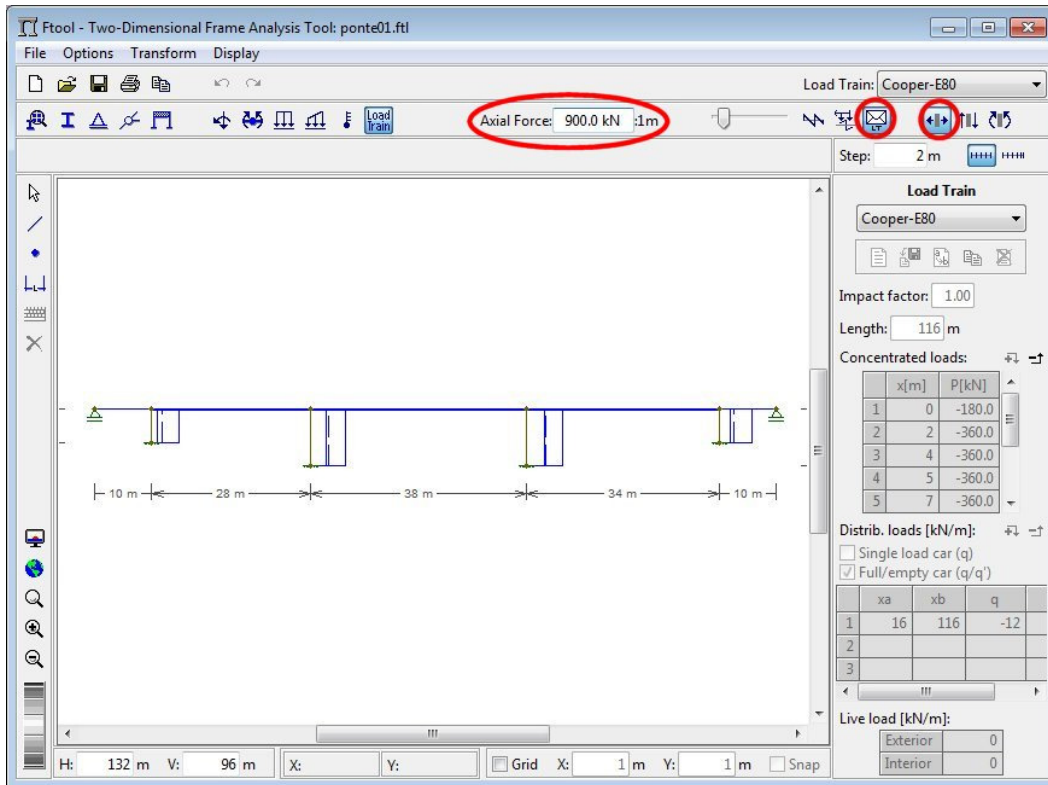 Ftool - Two-Dimensional Frame Analysis Tool: ponte01.ftl
File Options Transform Display
Load Train: Cooper-E80
Load Train
Axial Force: 900.0 kN :1m
LT
Step: 2 m
Load Train
Cooper-E80
Impact factor: 1.00
Length: 116 m
Concentrated loads:
x[m] P[kN]
1 0 -180.0
2 2 -360.0
3 4 -360.0
4 5 -360.0
5 7 -360.0
Distrib. loads [kN/m]:
Single load car (q)
Full/empty car (q/q')
xa xb q
1 16 116 -12
2
3
Live load [kN/m]:
Exterior 0
Interior 0
L
10 m 28 m 38 m 34 m 10 m
H: 132 m V: 96 m X: Y: Grid X: 1 m Y: 1 m Snap